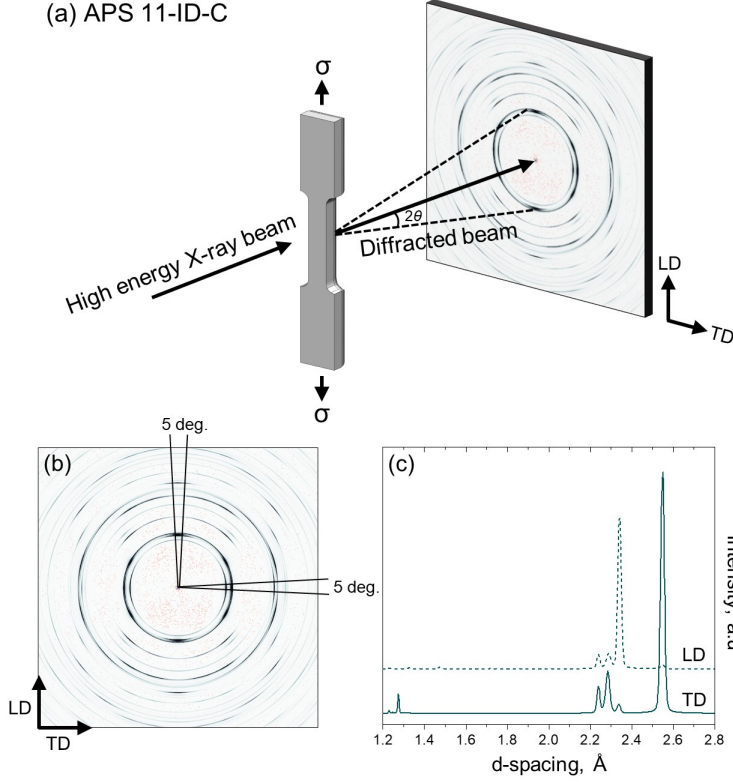 (a) APS 11-ID-C
σ
High energy X-ray beam
2θ
Diffracted beam
LD
TD
σ
(b)
5 deg.
5 deg.
LD
TD
(c)
LD
TD
1.2 1.4 1.6 1.8 2.0 2.2 2.4 2.6 2.8
d-spacing, Å
Intensity, a.u